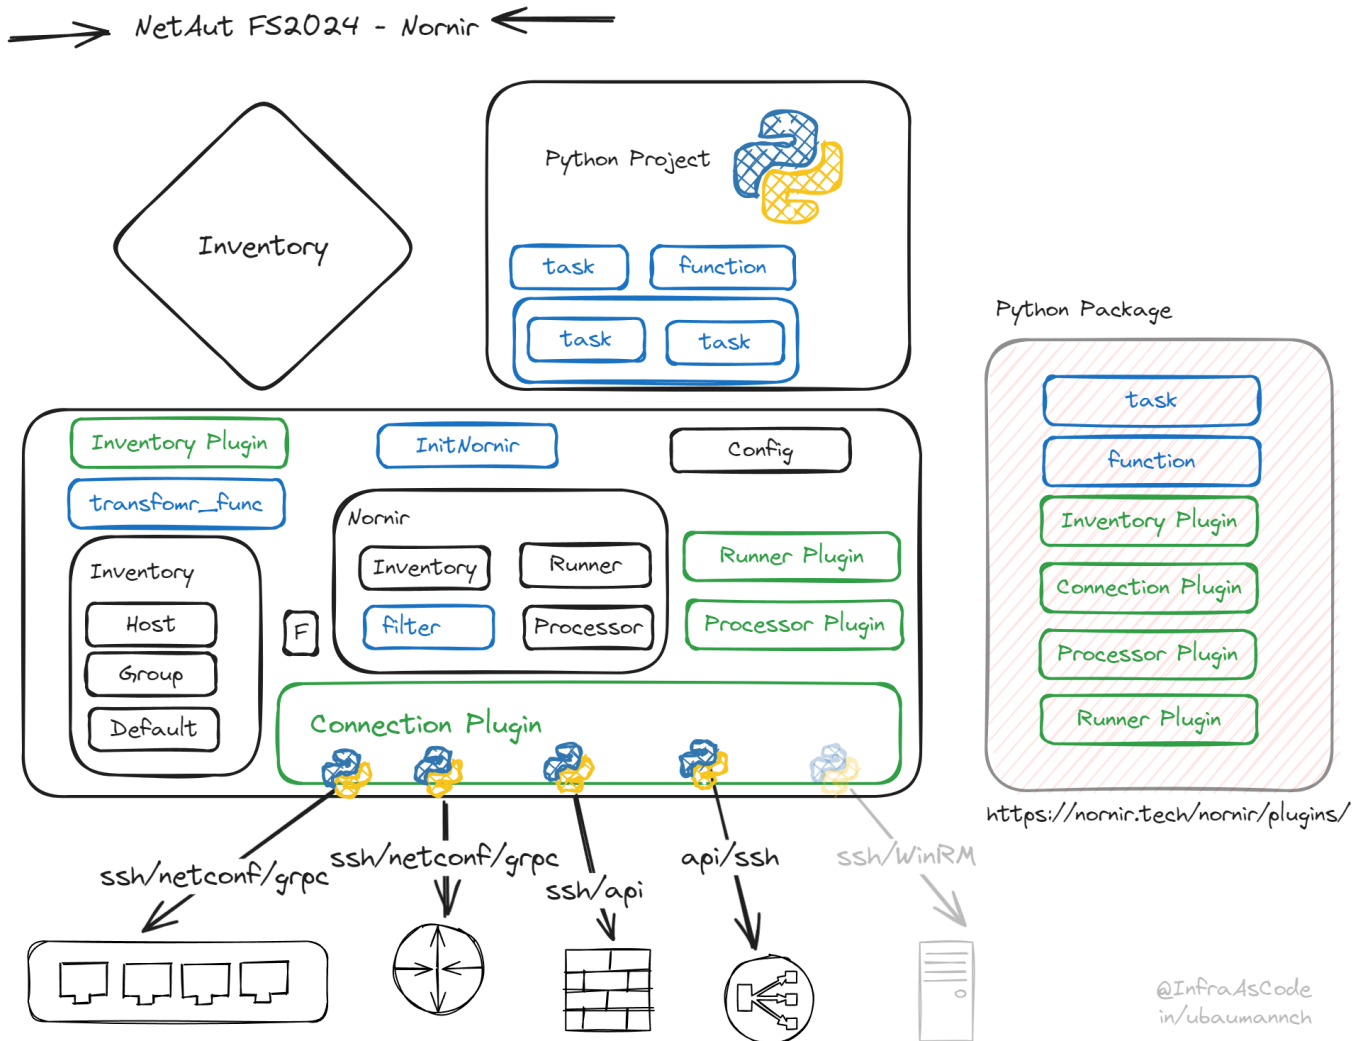 NetAut FS2024 - Nornir
Inventory
Python Project
task
function
task
task
Python Package
task
function
Inventory Plugin
Connection Plugin
Processor Plugin
Runner Plugin
https://nornir.tech/nornir/plugins/
Inventory Plugin
InitNornir
Config
transfomr_func
Nornir
Inventory
Runner
filter
Processor
Runner Plugin
Processor Plugin
Inventory
Host
Group
Default
F
Connection Plugin
ssh/netconf/grpc
ssh/netconf/grpc
ssh/api
api/ssh
ssh/WinRM
@InfraAsCode
in/ubaumannch